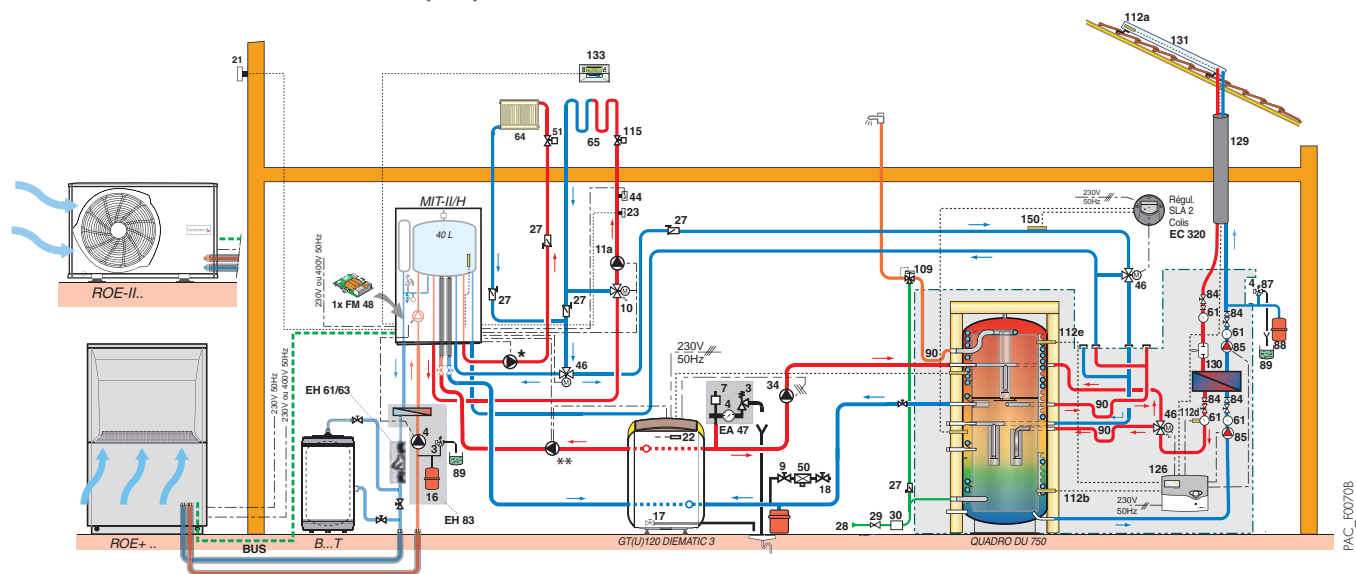 112a
131
133
21
129
64
51
65
115
MIT-II/H
40 L
44
23
27
27
150
230V
50Hz
Régul.
SLA 2
Colis
EC 320
11a
109
46
4
87
ROE-II..
230V ou 400V 50Hz
1x FM 48
27
27
10
84
61
84
61
85
88
89
*
46
230V
50Hz
112e
90
130
34
7
3
4
EA 47
84
84
EH 61/63
90
46
112d
61
61
85
90
22
**
4
3
89
16
9
50
18
126
112b
27
230V
50Hz
230V 50Hz
230V ou 400V 50Hz
EH 83
17
28
29
30
ROE+ ..
BUS
B...T
GT(U)120 DIEMATIC 3
QUADRO DU 750
PAC_F0070B